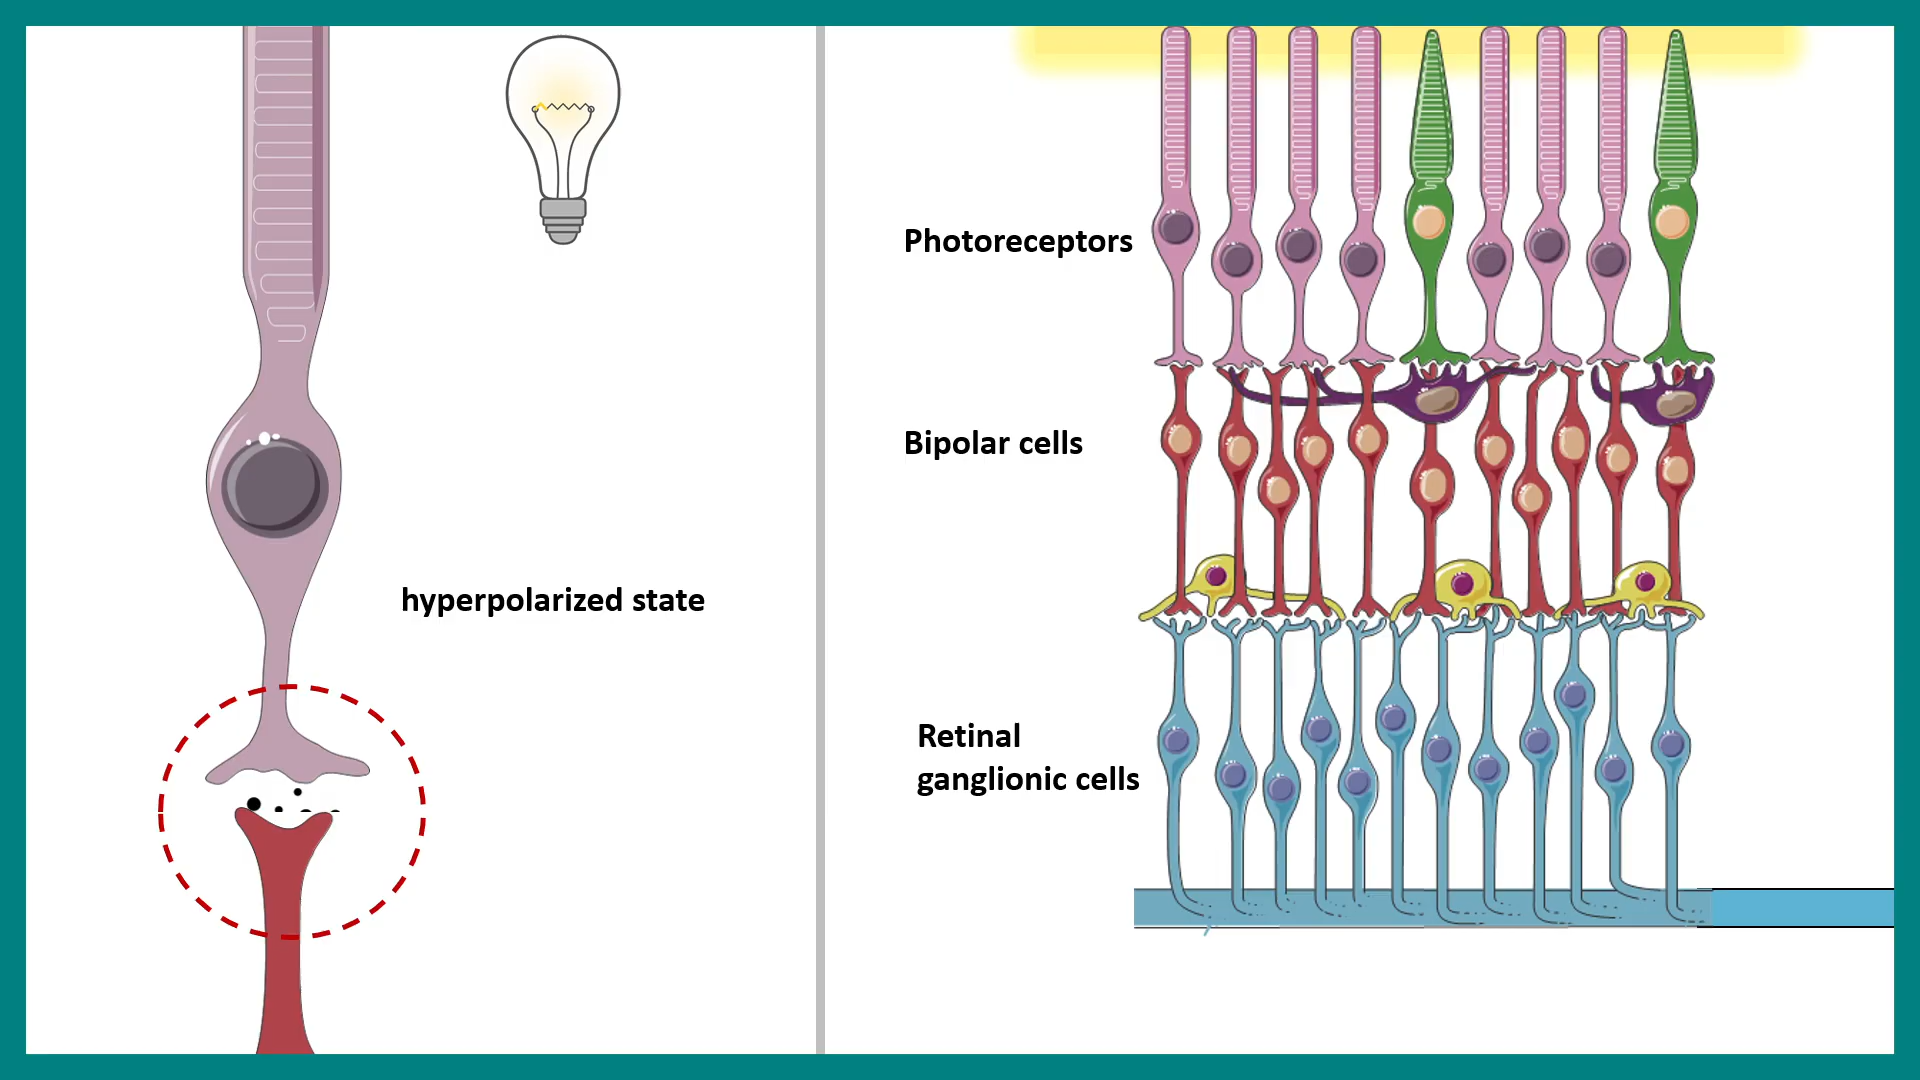 hyperpolarized state
Photoreceptors
Bipolar cells
Retinal
ganglionic cells